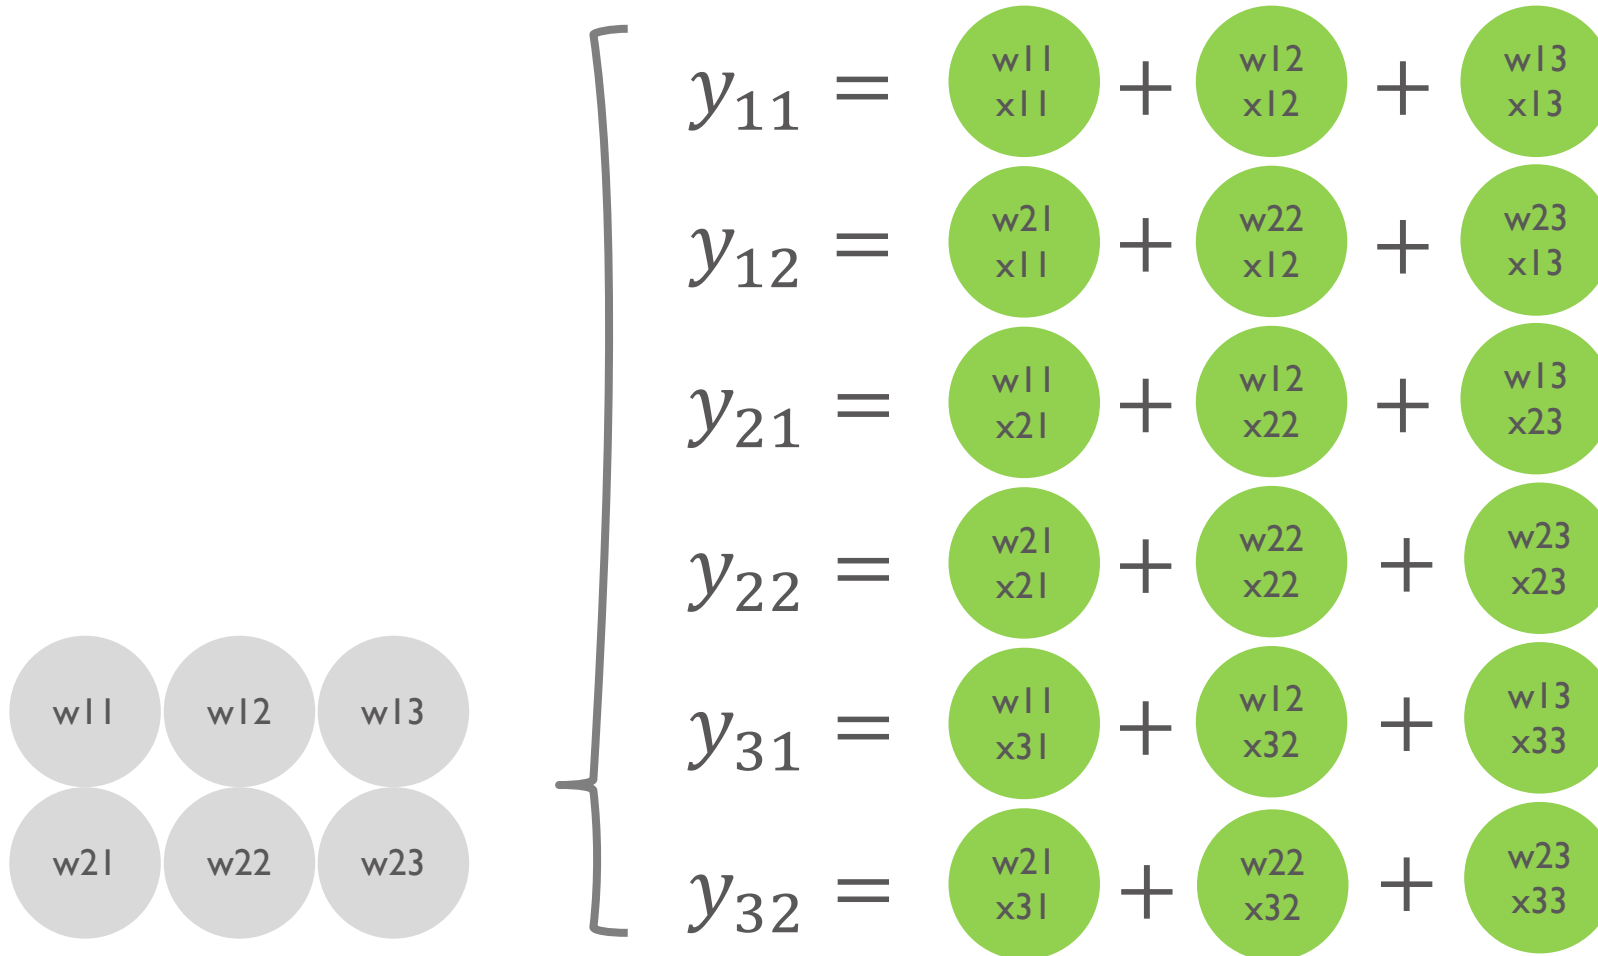 y11 = w11 x11 + w12 x12 + w13 x13
y12 = w21 x11 + w22 x12 + w23 x13
y21 = w11 x21 + w12 x22 + w13 x23
y22 = w21 x21 + w22 x22 + w23 x23
w11 w12 w13
y31 = w11 x31 + w12 x32 + w13 x33
w21 w22 w23
y32 = w21 x31 + w22 x32 + w23 x33